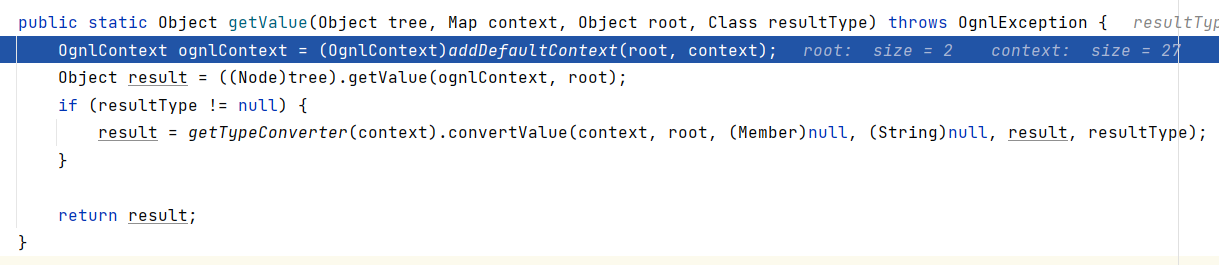 public static Object getValue(Object tree, Map context, Object root, Class resultType) throws OgnlException {   resultTyp
    OgnlContext ognlContext = (OgnlContext)addDefaultContext(root, context);   root:  size = 2    context:  size = 27
    Object result = ((Node)tree).getValue(ognlContext, root);
    if (resultType != null) {
        result = getTypeConverter(context).convertValue(context, root, (Member)null, (String)null, result, resultType);
    }
    return result;
}